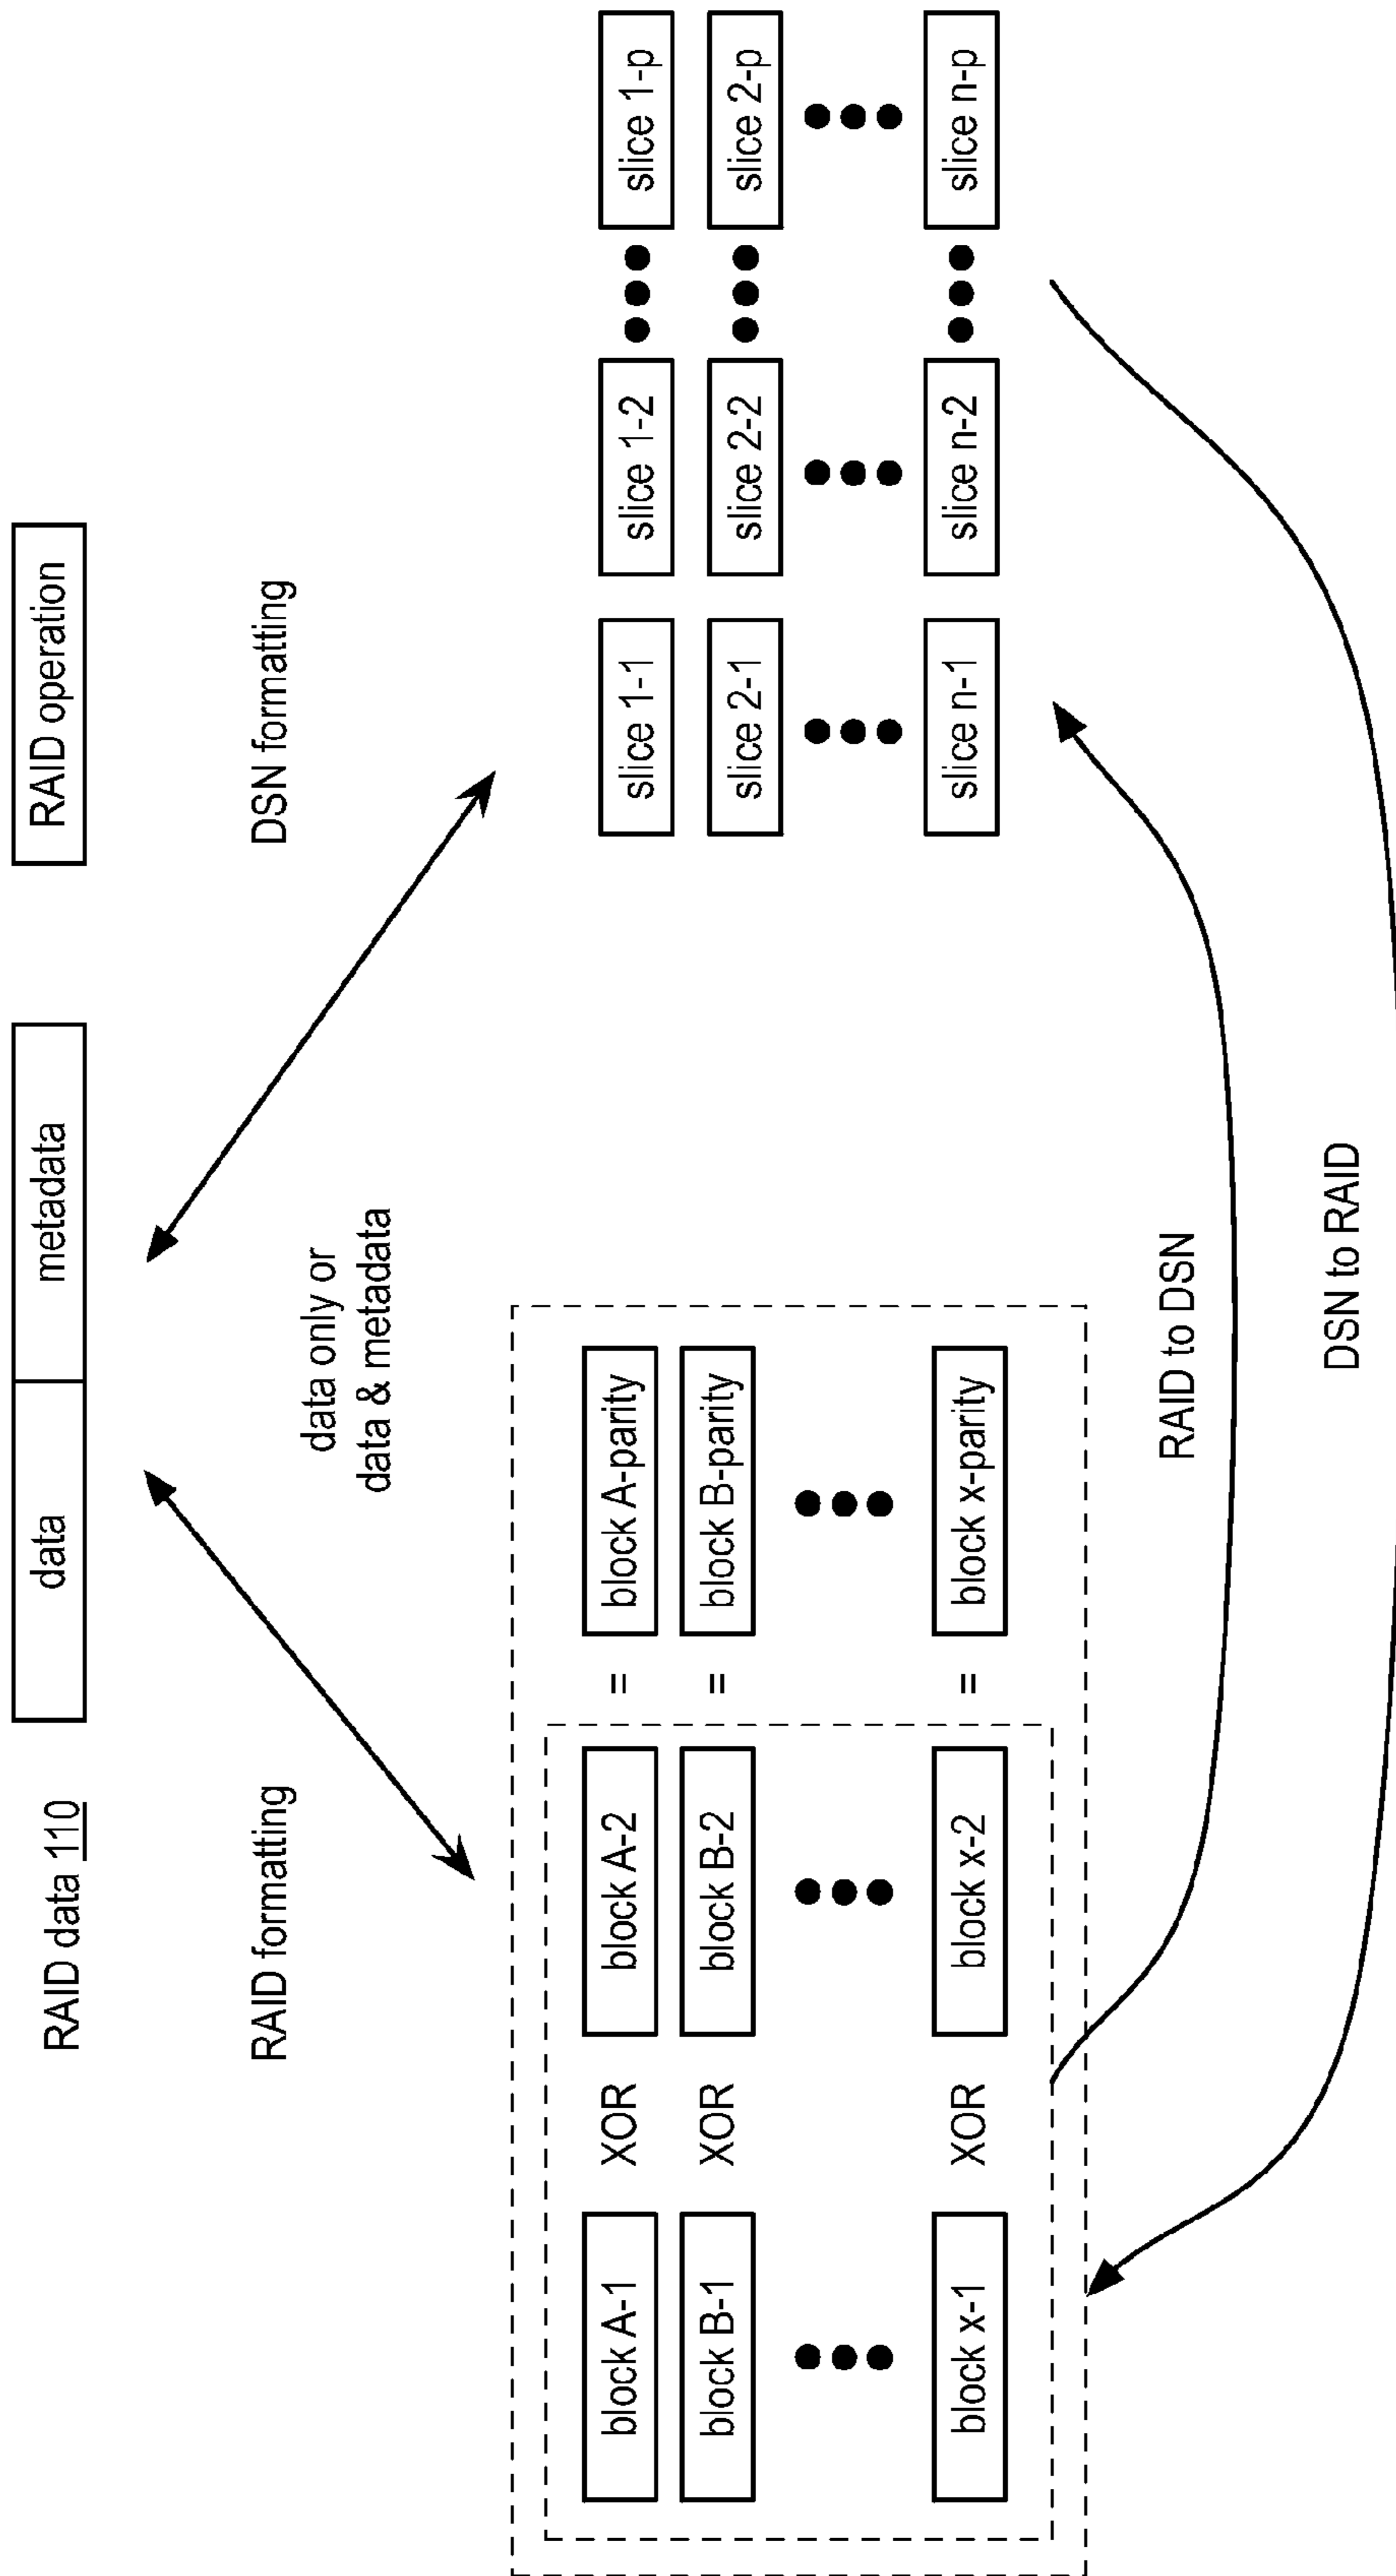 RAID data 110
data
metadata
RAID operation
RAID formatting
DSN formatting
data only or
data & metadata
block A-1 XOR block A-2 = block A-parity
block B-1 XOR block B-2 = block B-parity
block x-1 XOR block x-2 = block x-parity
slice 1-1 slice 1-2 slice 1-p
slice 2-1 slice 2-2 slice 2-p
slice n-1 slice n-2 slice n-p
RAID to DSN
DSN to RAID